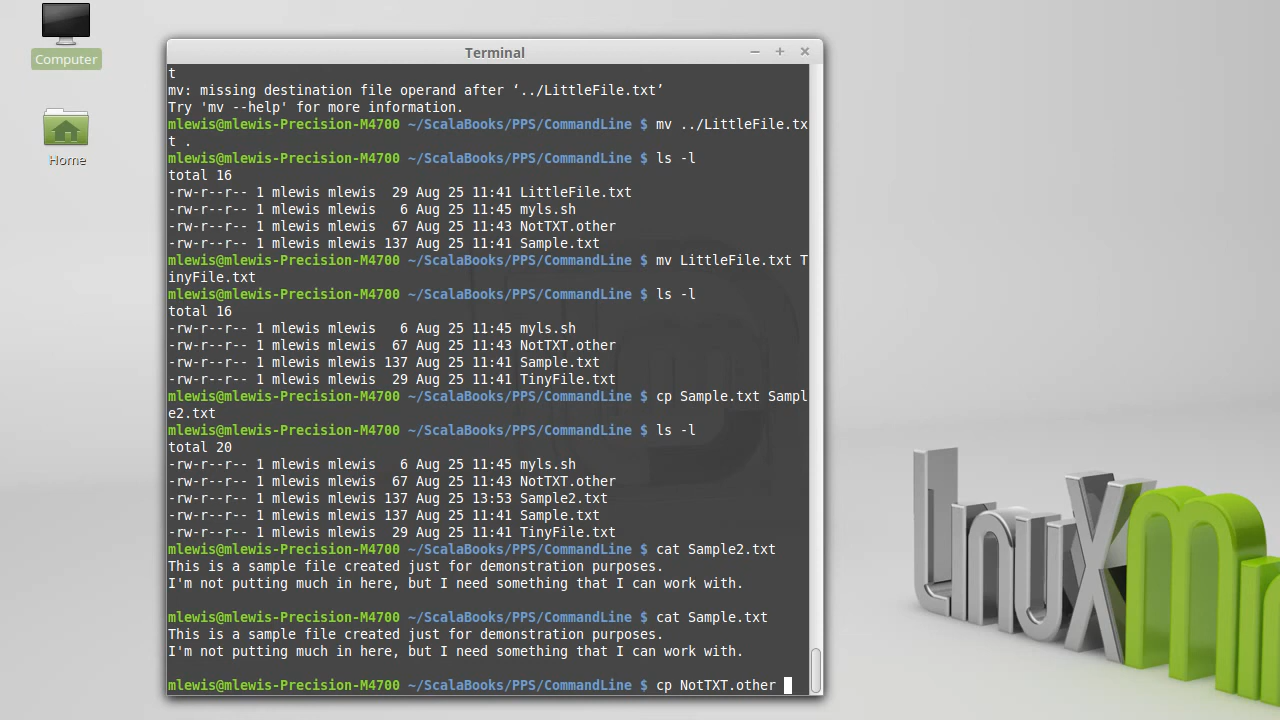 Computer
Home
Terminal
t
mv: missing destination file operand after ‘../LittleFile.txt’
Try 'mv --help' for more information.
mlewis@mlewis-Precision-M4700 ~/ScalaBooks/PPS/CommandLine $ mv ../LittleFile.tx
t .
mlewis@mlewis-Precision-M4700 ~/ScalaBooks/PPS/CommandLine $ ls -l
total 16
-rw-r--r-- 1 mlewis mlewis  29 Aug 25 11:41 LittleFile.txt
-rw-r--r-- 1 mlewis mlewis   6 Aug 25 11:45 myls.sh
-rw-r--r-- 1 mlewis mlewis  67 Aug 25 11:43 NotTXT.other
-rw-r--r-- 1 mlewis mlewis 137 Aug 25 11:41 Sample.txt
mlewis@mlewis-Precision-M4700 ~/ScalaBooks/PPS/CommandLine $ mv LittleFile.txt T
inyFile.txt
mlewis@mlewis-Precision-M4700 ~/ScalaBooks/PPS/CommandLine $ ls -l
total 16
-rw-r--r-- 1 mlewis mlewis   6 Aug 25 11:45 myls.sh
-rw-r--r-- 1 mlewis mlewis  67 Aug 25 11:43 NotTXT.other
-rw-r--r-- 1 mlewis mlewis 137 Aug 25 11:41 Sample.txt
-rw-r--r-- 1 mlewis mlewis  29 Aug 25 11:41 TinyFile.txt
mlewis@mlewis-Precision-M4700 ~/ScalaBooks/PPS/CommandLine $ cp Sample.txt Sampl
e2.txt
mlewis@mlewis-Precision-M4700 ~/ScalaBooks/PPS/CommandLine $ ls -l
total 20
-rw-r--r-- 1 mlewis mlewis   6 Aug 25 11:45 myls.sh
-rw-r--r-- 1 mlewis mlewis  67 Aug 25 11:43 NotTXT.other
-rw-r--r-- 1 mlewis mlewis 137 Aug 25 13:53 Sample2.txt
-rw-r--r-- 1 mlewis mlewis 137 Aug 25 11:41 Sample.txt
-rw-r--r-- 1 mlewis mlewis  29 Aug 25 11:41 TinyFile.txt
mlewis@mlewis-Precision-M4700 ~/ScalaBooks/PPS/CommandLine $ cat Sample2.txt
This is a sample file created just for demonstration purposes.
I'm not putting much in here, but I need something that I can work with.
mlewis@mlewis-Precision-M4700 ~/ScalaBooks/PPS/CommandLine $ cat Sample.txt
This is a sample file created just for demonstration purposes.
I'm not putting much in here, but I need something that I can work with.
mlewis@mlewis-Precision-M4700 ~/ScalaBooks/PPS/CommandLine $ cp NotTXT.other
LinuX